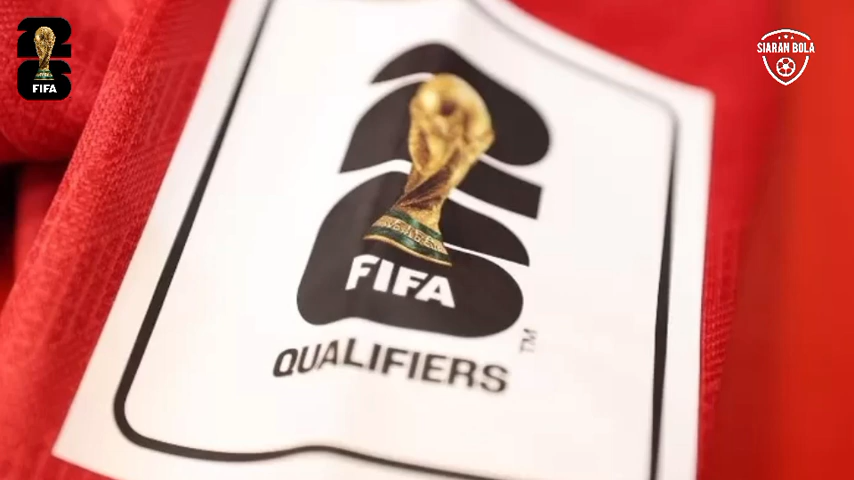 FIFA
SIARAN BOLA
FIFA
QUALIFIERS
TM